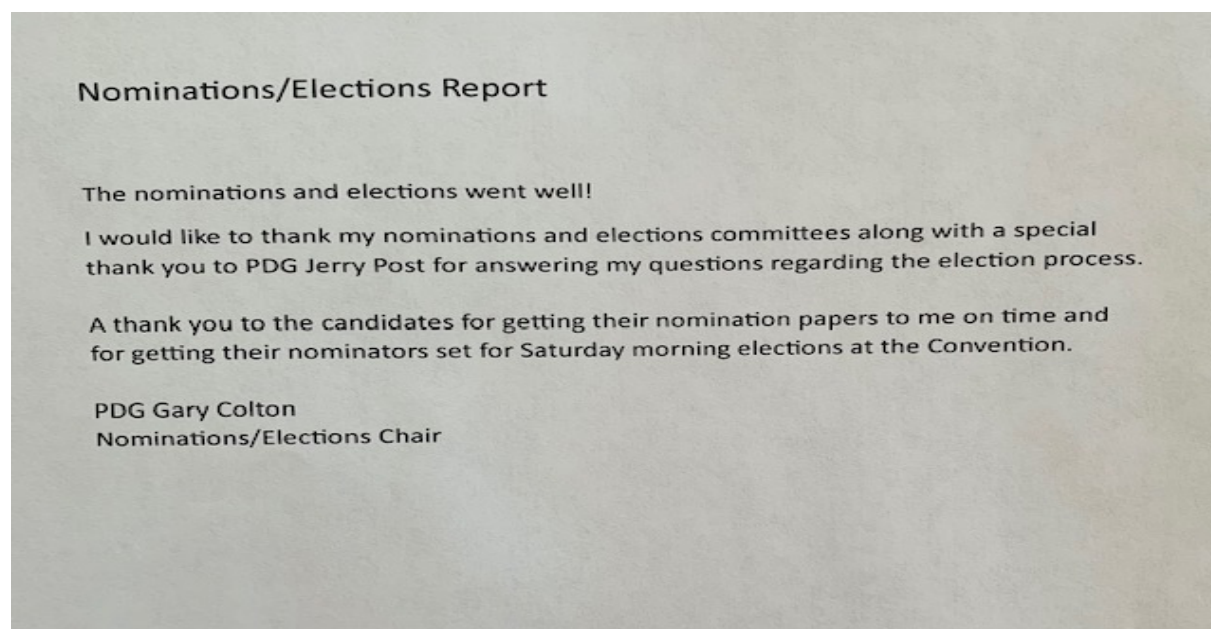 Nominations/Elections Report
The nominations and elections went well!
I would like to thank my nominations and elections committees along with a special
thank you to PDG Jerry Post for answering my questions regarding the election process.
A thank you to the candidates for getting their nomination papers to me on time and
for getting their nominators set for Saturday morning elections at the Convention.
PDG Gary Colton
Nominations/Elections Chair